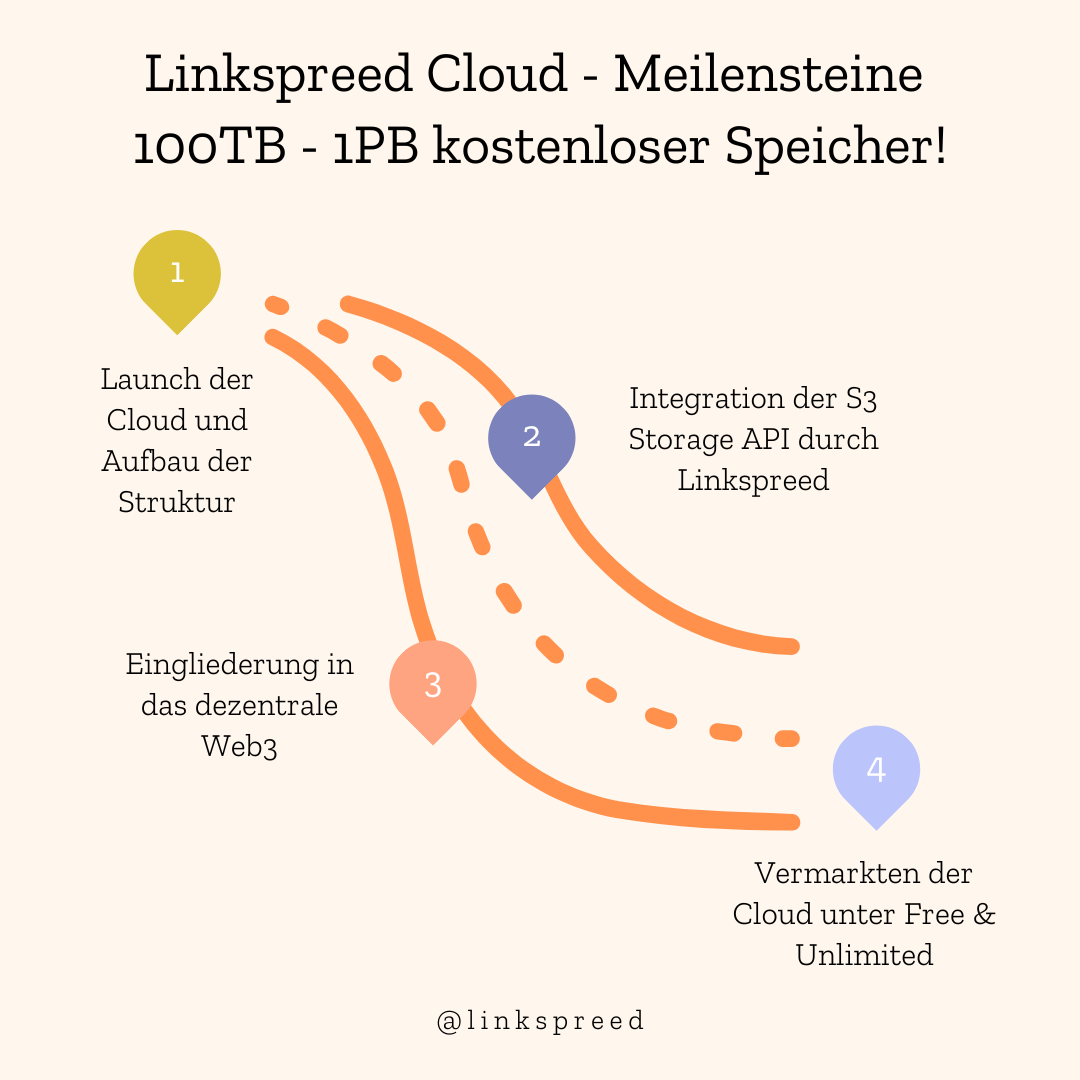 Linkspreed Cloud - Meilensteine
100TB - 1PB kostenloser Speicher!
1
Launch der
Cloud und
Aufbau der
Struktur
2
Integration der S3
Storage API durch
Linkspreed
3
Eingliederung in
das dezentrale
Web3
4
Vermarkten der
Cloud unter Free &
Unlimited
@linkspreed